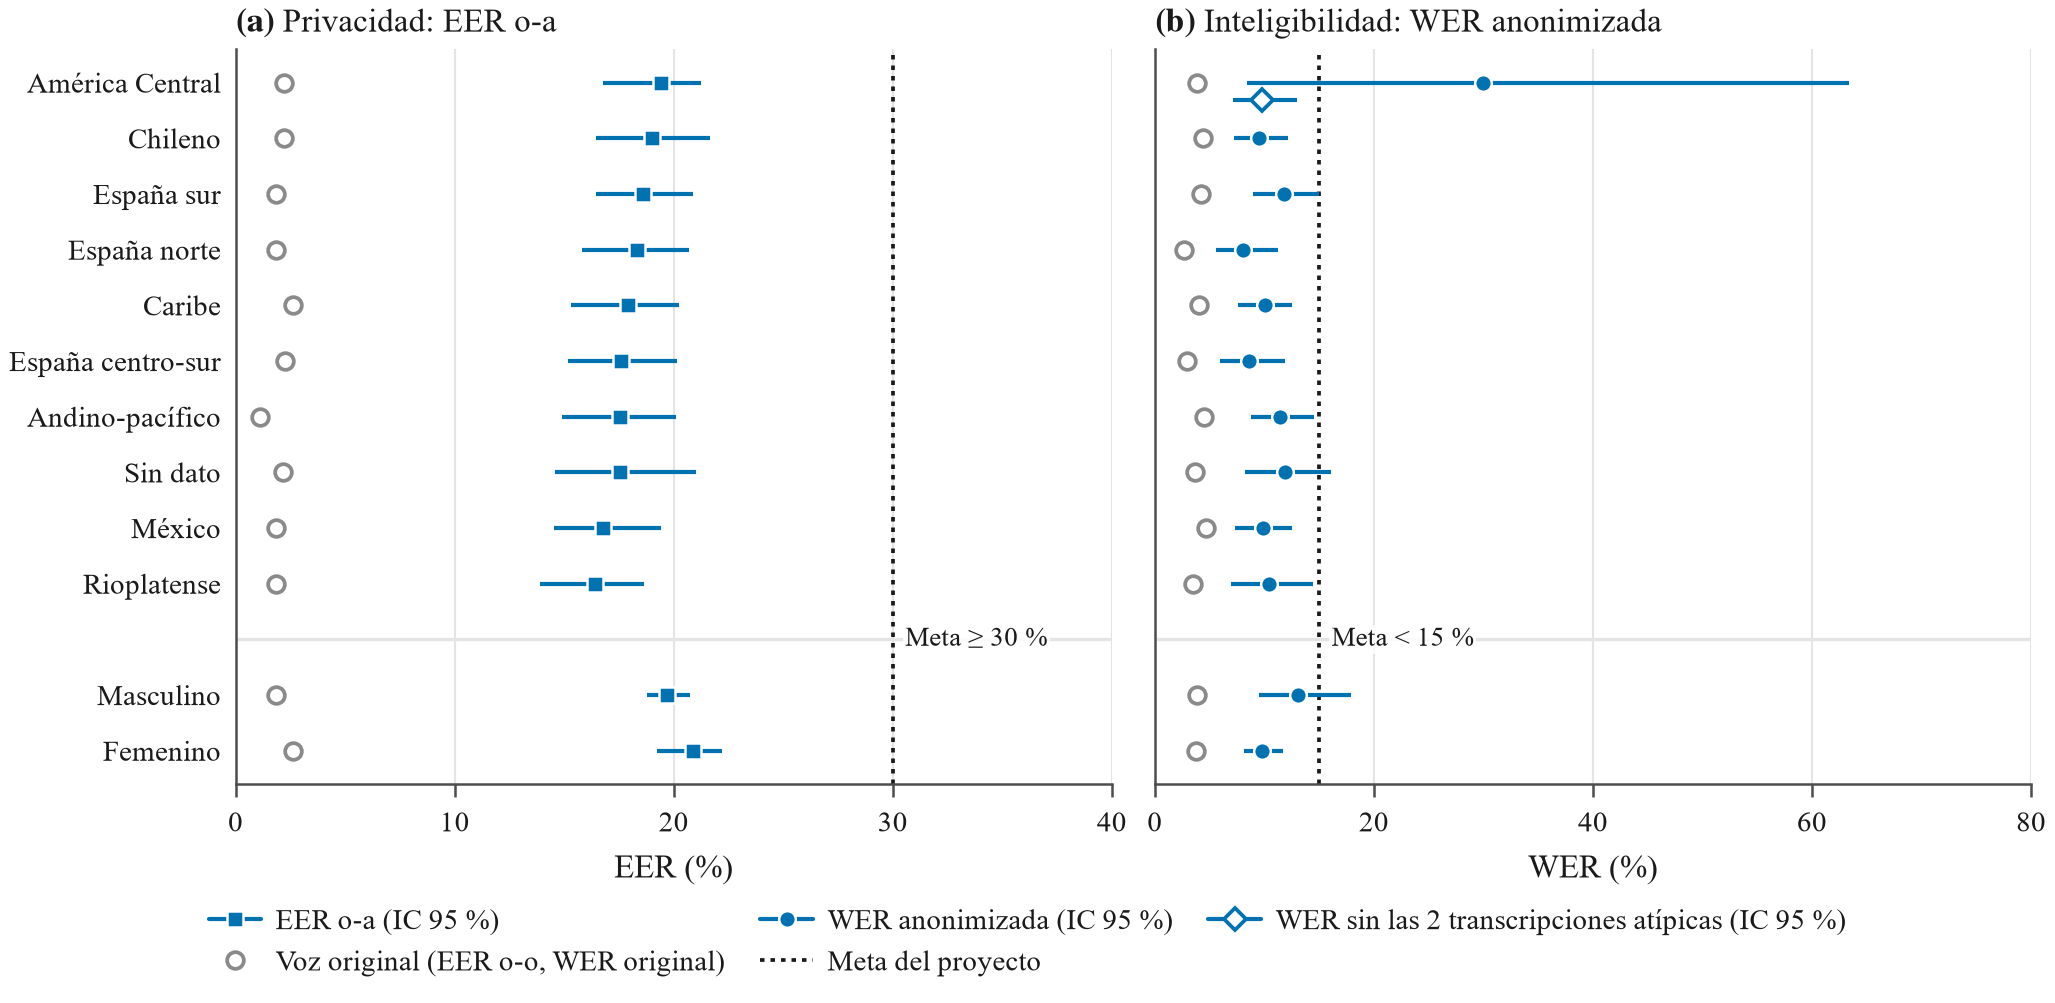 (a) Privacidad: EER o-a
América Central
Chileno
España sur
España norte
Caribe
España centro-sur
Andino-pacífico
Sin dato
México
Rioplatense
Meta ≥ 30 %
Masculino
Femenino
0 10 20 30 40
EER (%)
(b) Inteligibilidad: WER anonimizada
Meta < 15 %
0 20 40 60 80
WER (%)
EER o-a (IC 95 %)
WER anonimizada (IC 95 %)
WER sin las 2 transcripciones atípicas (IC 95 %)
Voz original (EER o-o, WER original)
Meta del proyecto